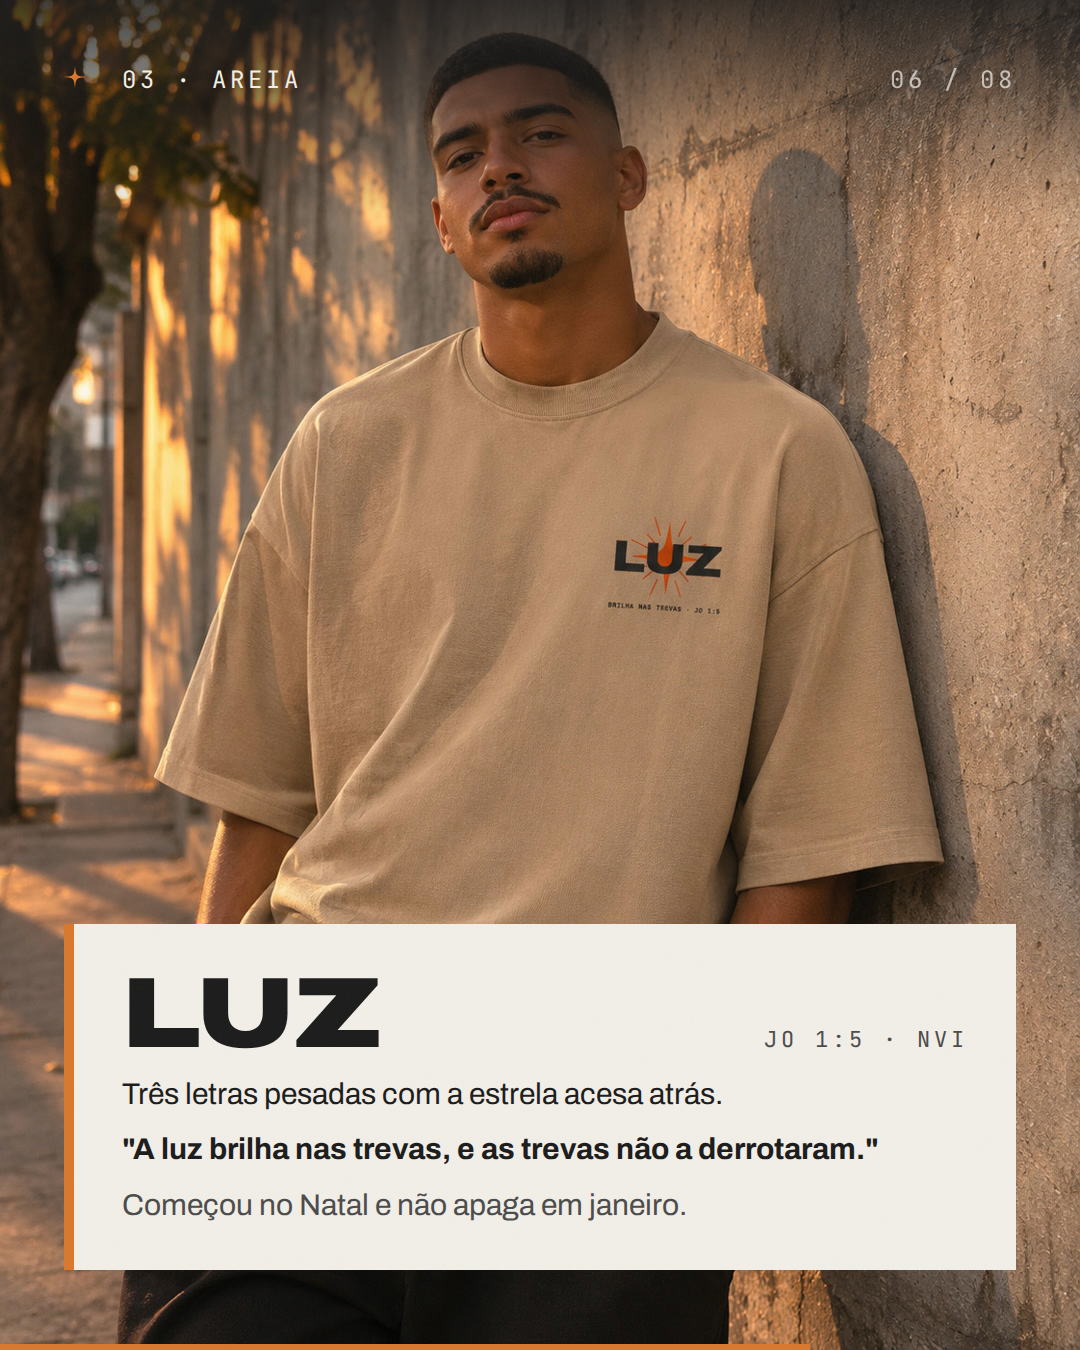 03 · AREIA
06 / 08
LUZ
BRILHA NAS TREVAS · JO 1:5
LUZ
JO 1:5 · NVI
Três letras pesadas com a estrela acesa atrás.
"A luz brilha nas trevas, e as trevas não a derrotaram."
Começou no Natal e não apaga em janeiro.